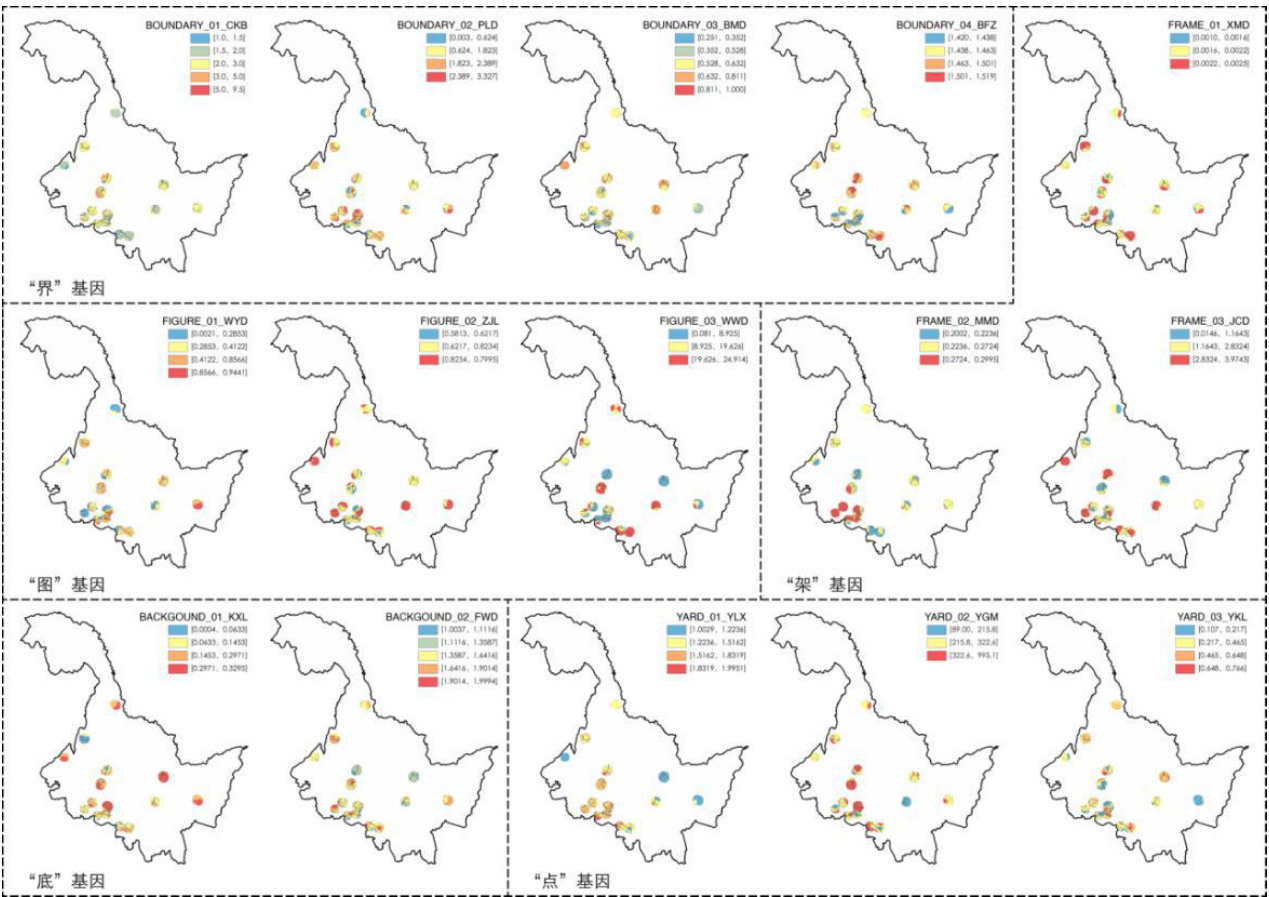 BOUNDARY_01_CKB
[1.0, 1.5]
[1.5, 2.0]
[2.0, 3.0]
[3.0, 5.0]
[5.0, 9.5]
BOUNDARY_02_PLD
[0.003, 0.624]
[0.624, 1.823]
[1.823, 2.389]
[2.389, 3.327]
BOUNDARY_03_BMD
[0.251, 0.352]
[0.352, 0.528]
[0.528, 0.632]
[0.632, 0.811]
[0.811, 1.000]
BOUNDARY_04_BFZ
[1.420, 1.438]
[1.438, 1.463]
[1.463, 1.501]
[1.501, 1.519]
“界”基因
FRAME_01_XMD
[0.0010, 0.0016]
[0.0016, 0.0022]
[0.0022, 0.0025]
FIGURE_01_WYD
[0.0021, 0.2853]
[0.2853, 0.4122]
[0.4122, 0.8566]
[0.8566, 0.9441]
FIGURE_02_ZJL
[0.5813, 0.6217]
[0.6217, 0.8234]
[0.8234, 0.7995]
FIGURE_03_WWD
[0.081, 8.925]
[8.925, 19.626]
[19.626, 24.914]
“图”基因
FRAME_02_MMD
[0.2002, 0.2236]
[0.2236, 0.2724]
[0.2724, 0.2995]
FRAME_03_JCD
[0.0146, 1.1643]
[1.1643, 2.8324]
[2.8324, 3.9743]
“架”基因
BACKGOUND_01_KXL
[0.0004, 0.0633]
[0.0633, 0.1453]
[0.1453, 0.2971]
[0.2971, 0.3295]
BACKGOUND_02_FWD
[1.0037, 1.1116]
[1.1116, 1.3587]
[1.3587, 1.6416]
[1.6416, 1.9014]
[1.9014, 1.9994]
“底”基因
YARD_01_YLX
[1.0029, 1.2236]
[1.2236, 1.5162]
[1.5162, 1.8319]
[1.8319, 1.9951]
YARD_02_YGM
[89.00, 215.8]
[215.8, 322.6]
[322.6, 995.1]
YARD_03_YKL
[0.107, 0.217]
[0.217, 0.465]
[0.465, 0.648]
[0.648, 0.766]
“点”基因